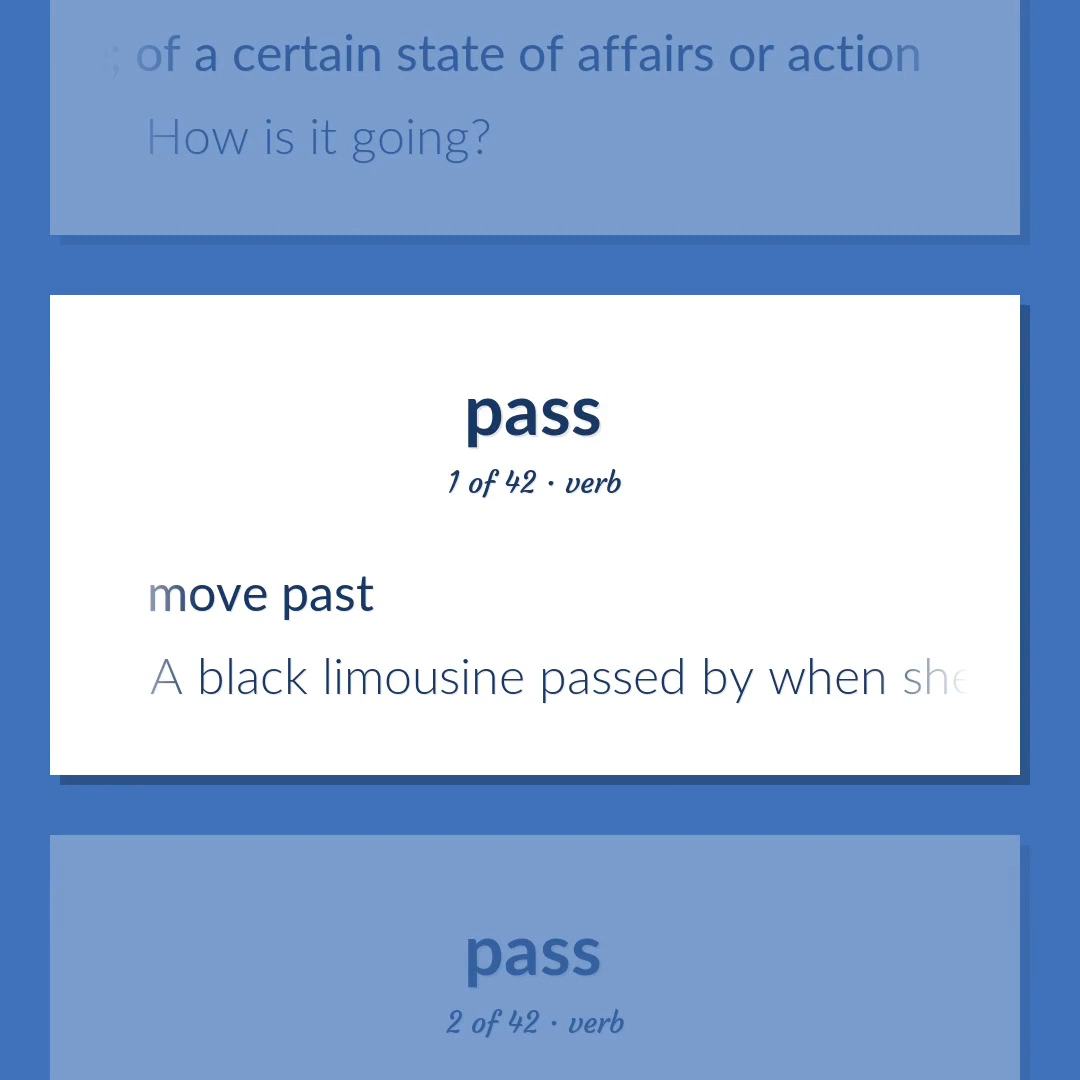 ; of a certain state of affairs or action
How is it going?
pass
1 of 42 · verb
move past
A black limousine passed by when she
pass
2 of 42 · verb